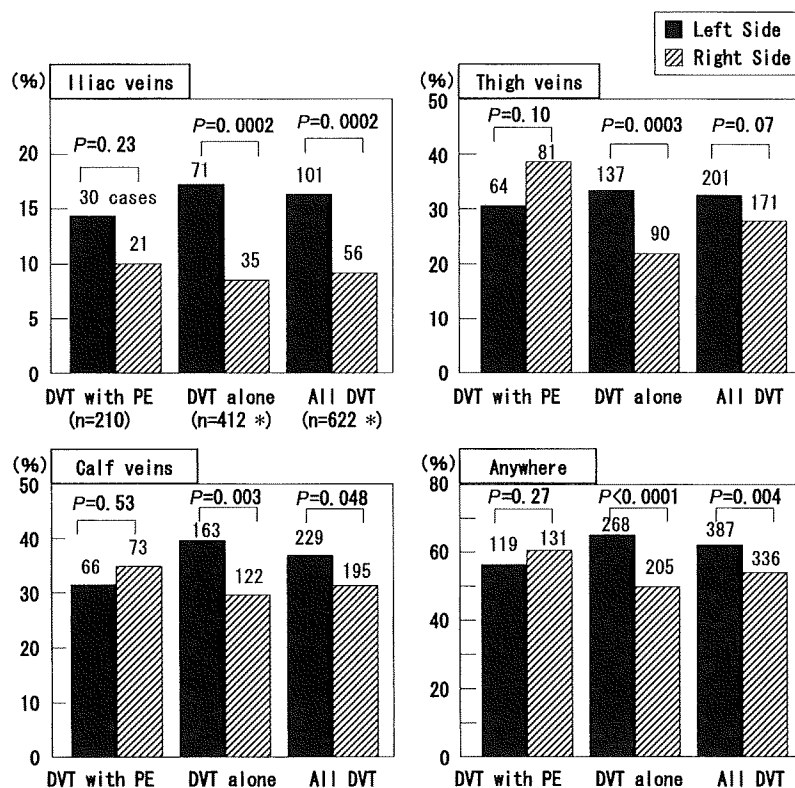 Left Side
Right Side
(%)
Iliac veins
P=0.23
P=0.0002
P=0.0002
20
15
10
5
0
30 cases
21
71
35
101
56
DVT with PE
DVT alone
All DVT
(n=210)
(n=412 *)
(n=622 *)
(%)
Thigh veins
50
40
30
20
10
0
P=0.10
P=0.0003
P=0.07
64
81
137
90
201
171
DVT with PE
DVT alone
All DVT
(%)
Calf veins
50
40
30
20
10
0
P=0.53
P=0.003
P=0.048
66
73
163
122
229
195
DVT with PE
DVT alone
All DVT
(%)
Anywhere
80
60
40
20
0
P=0.27
P<0.0001
P=0.004
119
131
268
205
387
336
DVT with PE
DVT alone
All DVT